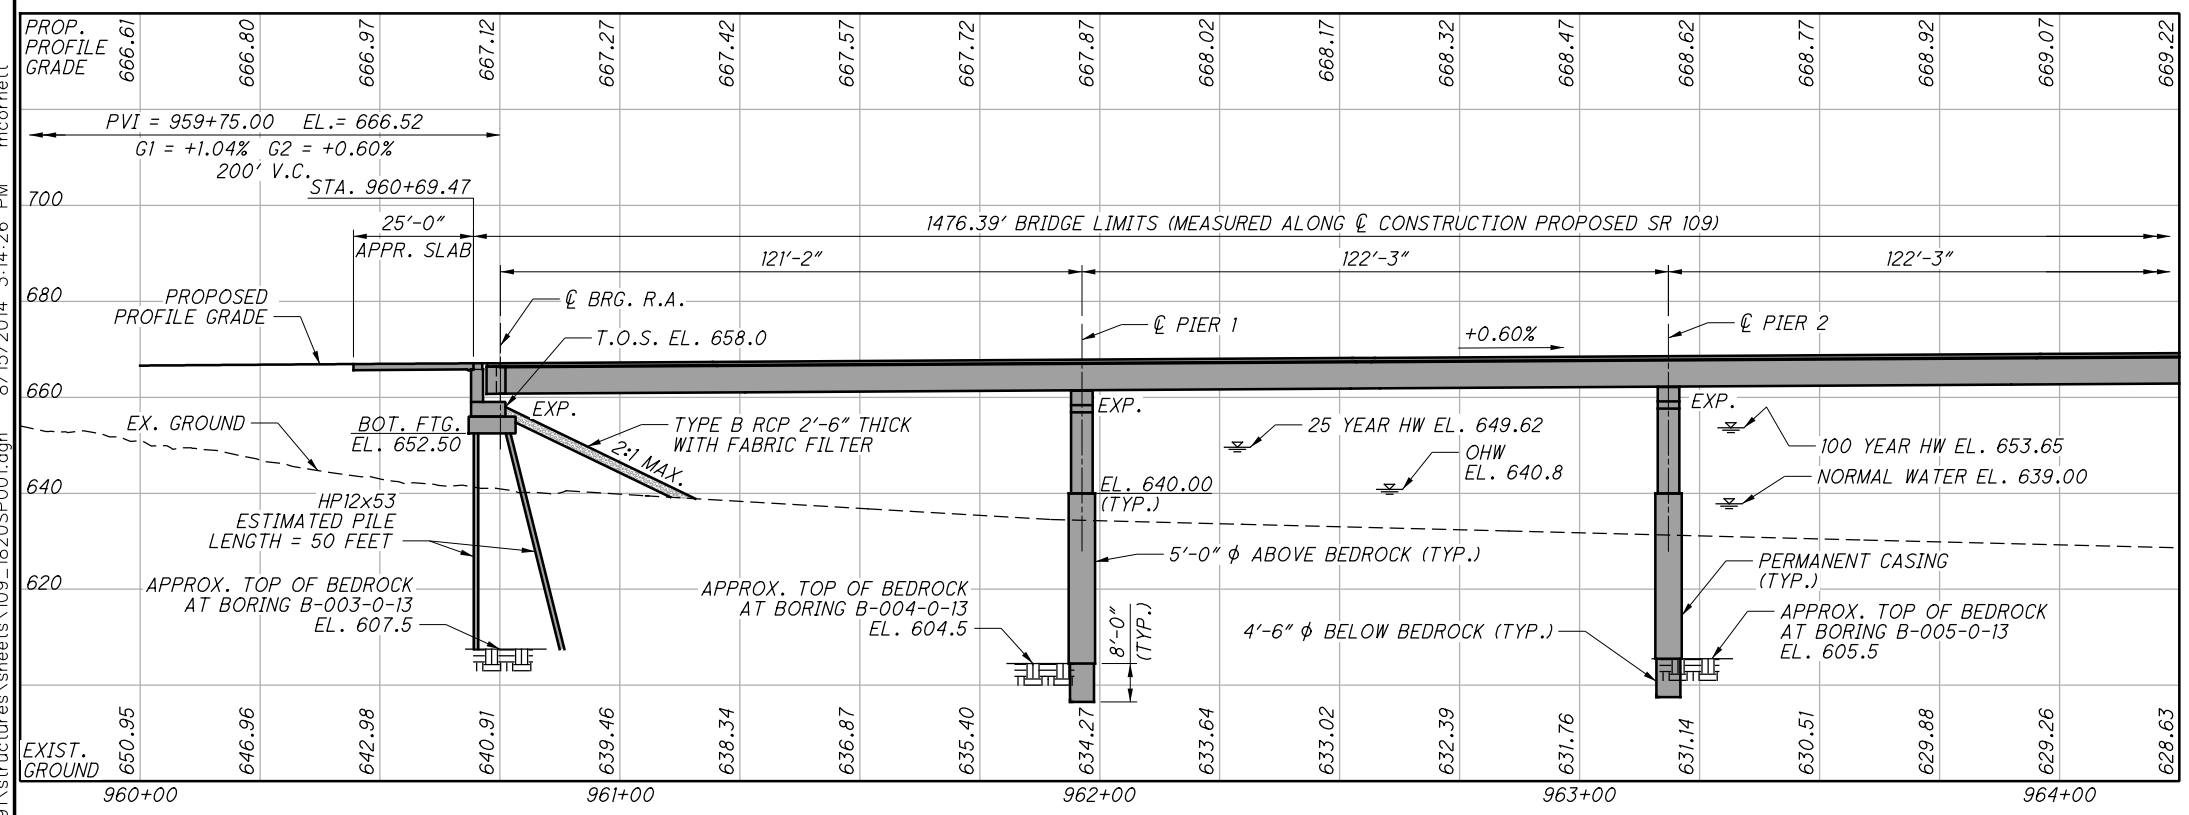 PROP.
PROFILE
GRADE
666.61
666.80
666.97
667.12
667.27
667.42
667.57
667.72
667.87
668.02
668.17
668.32
668.47
668.62
668.77
668.92
669.07
669.22
PVI = 959+75.00 EL.= 666.52
G1 = +1.04% G2 = +0.60%
200' V.C.
STA. 960+69.47
700
25'-0"
APPR. SLAB
1476.39' BRIDGE LIMITS (MEASURED ALONG ℄ CONSTRUCTION PROPOSED SR 109)
121'-2"
122'-3"
122'-3"
680
PROPOSED
PROFILE GRADE
℄ BRG. R.A.
T.O.S. EL. 658.0
℄ PIER 1
+0.60%
℄ PIER 2
660
EX. GROUND
BOT. FTG.
EL. 652.50
EXP.
TYPE B RCP 2'-6" THICK
WITH FABRIC FILTER
2:1 MAX.
EXP.
25 YEAR HW EL. 649.62
OHW
EL. 640.8
EXP.
100 YEAR HW EL. 653.65
NORMAL WATER EL. 639.00
640
EL. 640.00
(TYP.)
HP12x53
ESTIMATED PILE
LENGTH = 50 FEET
5'-0" ϕ ABOVE BEDROCK (TYP.)
PERMANENT CASING
(TYP.)
620
APPROX. TOP OF BEDROCK
AT BORING B-003-0-13
EL. 607.5
APPROX. TOP OF BEDROCK
AT BORING B-004-0-13
EL. 604.5
8'-0"
(TYP.)
4'-6" ϕ BELOW BEDROCK (TYP.)
APPROX. TOP OF BEDROCK
AT BORING B-005-0-13
EL. 605.5
EXIST.
GROUND
650.95
646.96
642.98
640.91
639.46
638.34
636.87
635.40
634.27
633.64
633.02
632.39
631.76
631.14
630.51
629.88
629.26
628.63
960+00
961+00
962+00
963+00
964+00